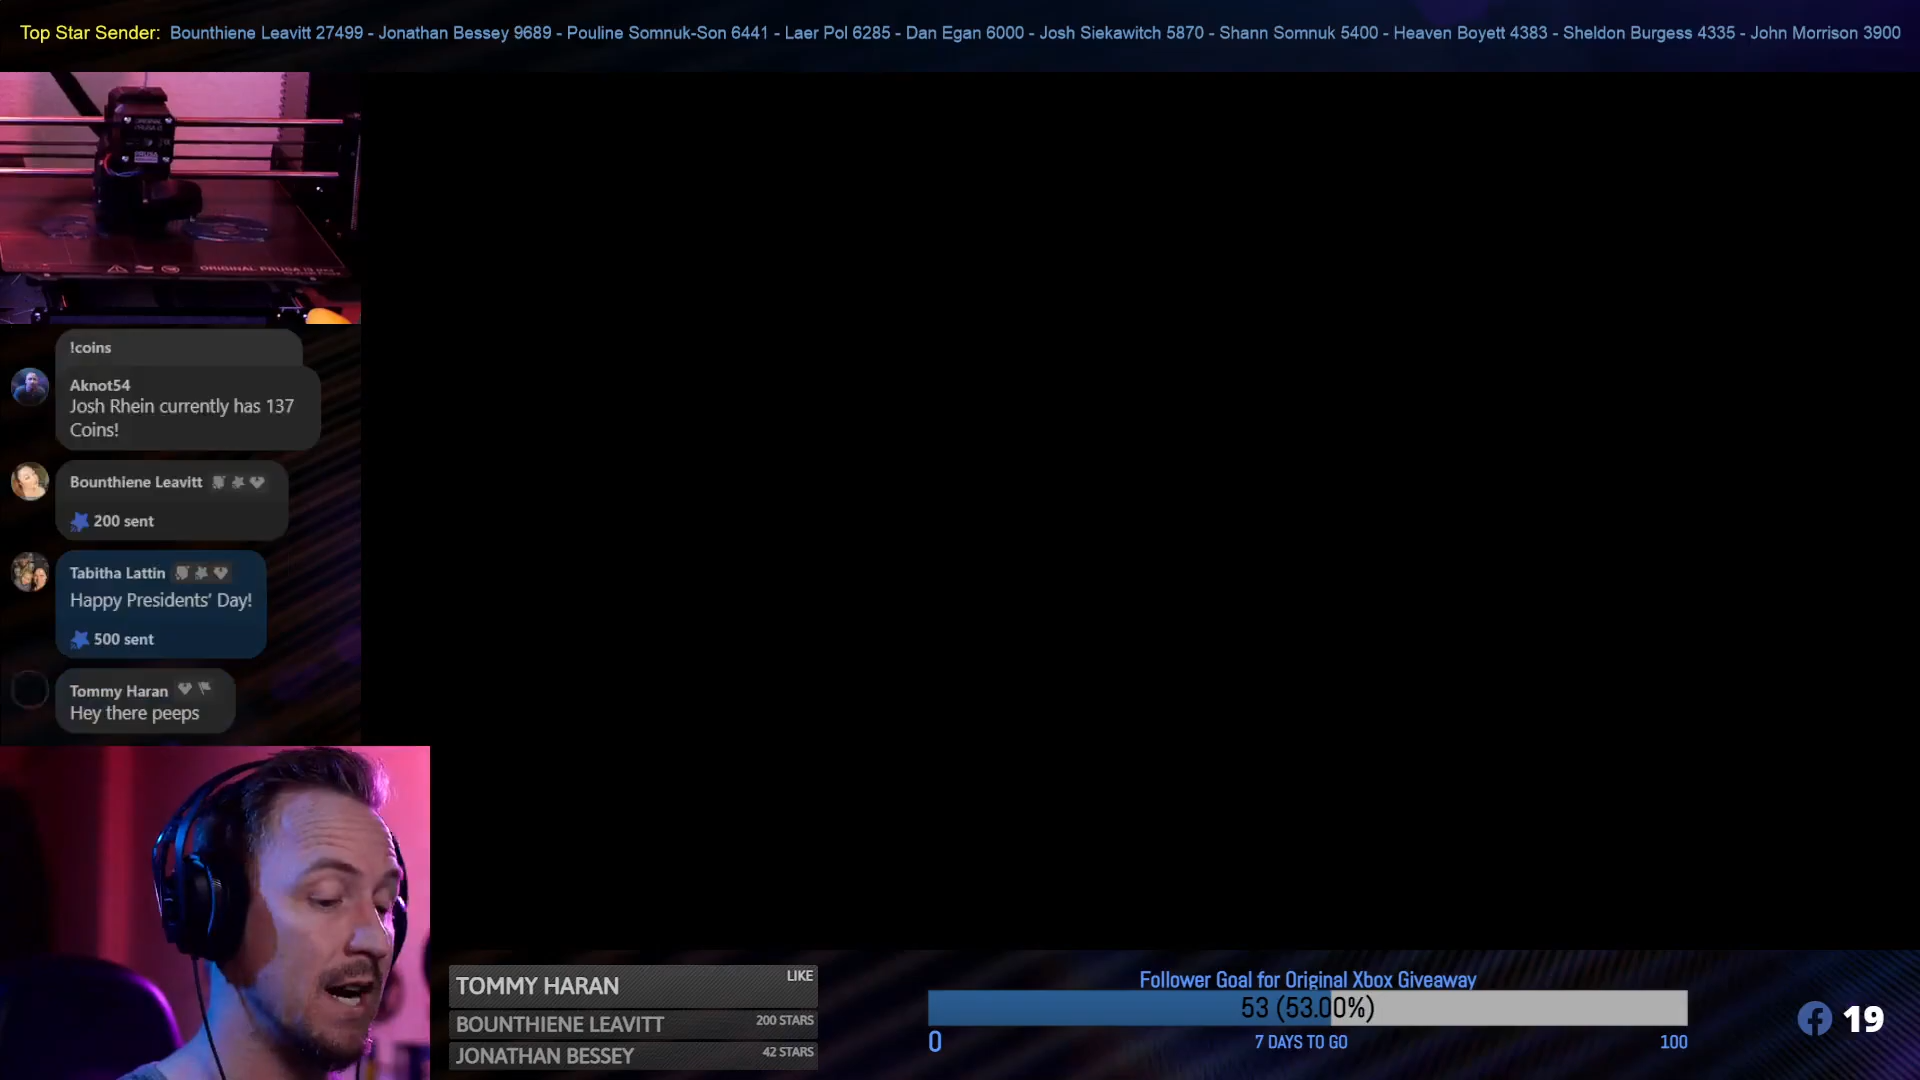 Top Star Sender: Bounthiene Leavitt 27499 - Jonathan Bessey 9689 - Pouline Somnuk-Son 6441 - Laer Pol 6285 - Dan Egan 6000 - Josh Siekawitch 5870 - Shann Somnuk 5400 - Heaven Boyett 4383 - Sheldon Burgess 4335 - John Morrison 3900
ORIGINAL PRUSA i3
!coins
Aknot54
Josh Rhein currently has 137
Coins!
Bounthiene Leavitt
200 sent
Tabitha Lattin
Happy Presidents’ Day!
500 sent
Tommy Haran
Hey there peeps
TOMMY HARAN LIKE
BOUNTHIENE LEAVITT 200 STARS
JONATHAN BESSEY 42 STARS
Follower Goal for Original Xbox Giveaway
53 (53.00%)
0 7 DAYS TO GO 100
19